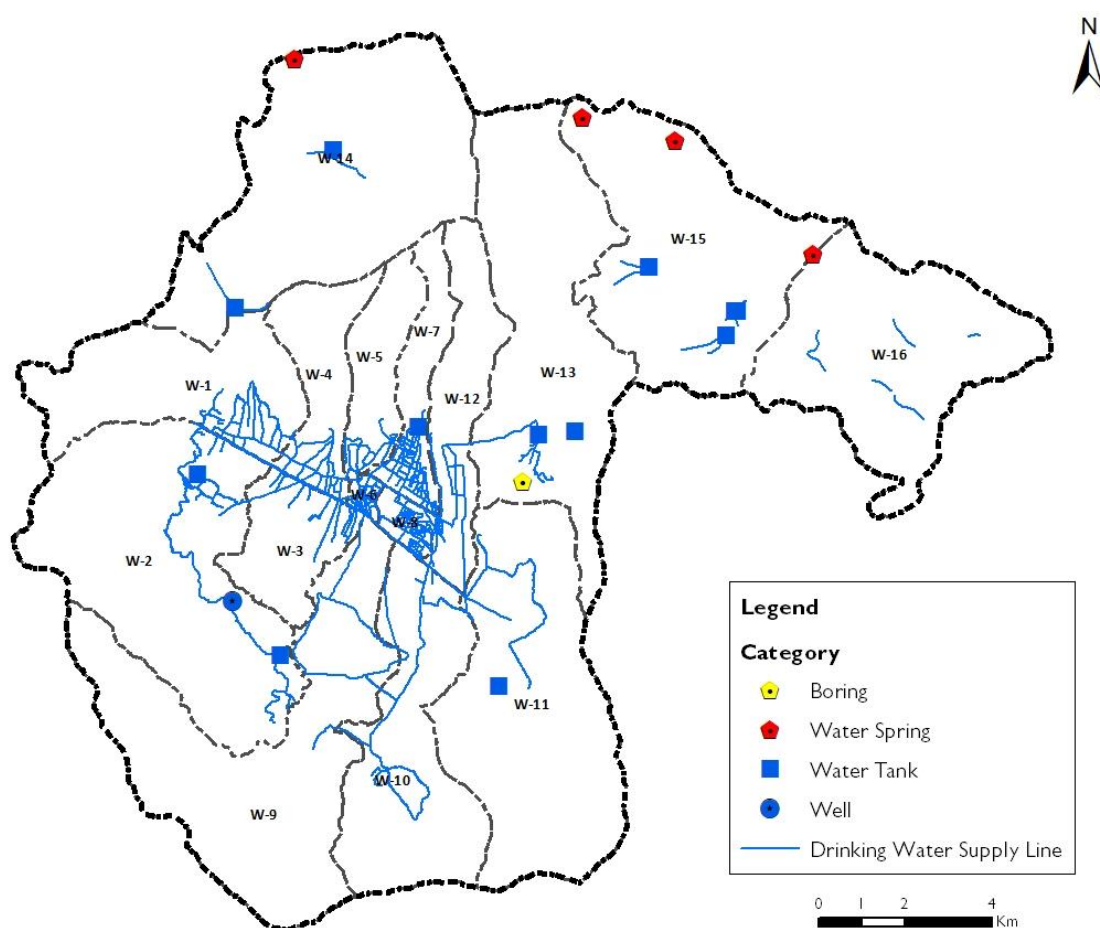 N
W-14
W-15
W-7
W-16
W-5
W-1
W-4
W-13
W-12
W-6
W-8
W-3
W-2
W-11
W-10
W-9
Legend
Category
Boring
Water Spring
Water Tank
Well
Drinking Water Supply Line
0 1 2 4
Km